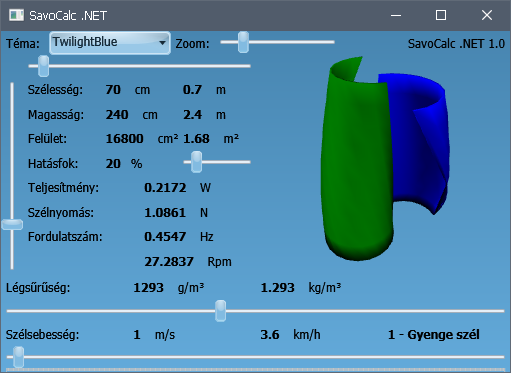 SavoCalc .NET
Téma: TwilightBlue Zoom: SavoCalc .NET 1.0
Szélesség: 70 cm 0.7 m
Magasság: 240 cm 2.4 m
Felület: 16800 cm² 1.68 m²
Hatásfok: 20 %
Teljesítmény: 0.2172 W
Szélnyomás: 1.0861 N
Fordulatszám: 0.4547 Hz
27.2837 Rpm
Légsűrűség: 1293 g/m³ 1.293 kg/m³
Szélsebesség: 1 m/s 3.6 km/h 1 - Gyenge szél